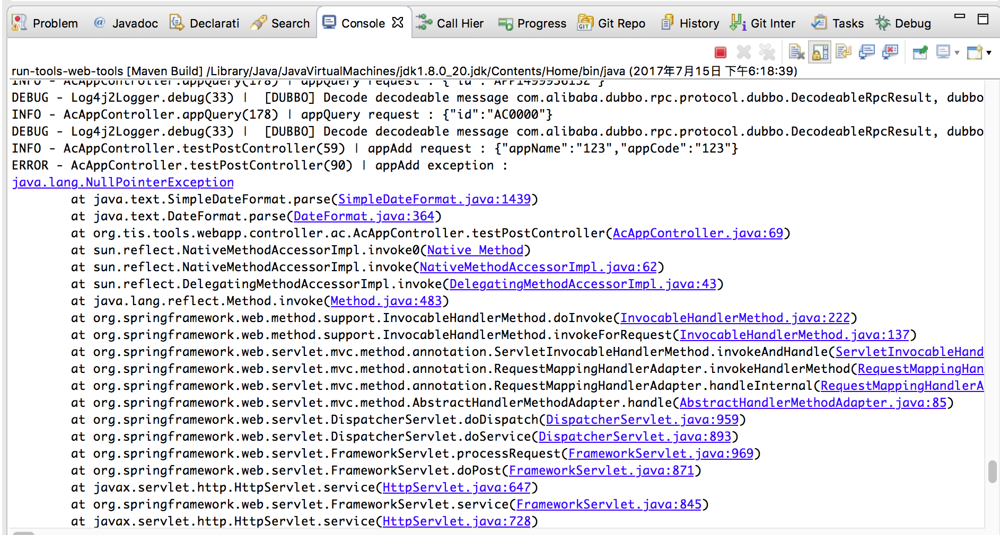 Problem Javadoc Declarati Search Console Call Hier Progress Git Repo History Git Inter Tasks Debug
run-tools-web-tools [Maven Build] /Library/Java/JavaVirtualMachines/jdk1.8.0_20.jdk/Contents/Home/bin/java (2017年7月15日 下午6:18:39)
INFO - AcAppController.appQuery(178) | appQuery request : {"id":"APP1499956132"}
DEBUG - Log4j2Logger.debug(33) |  [DUBBO] Decode decodeable message com.alibaba.dubbo.rpc.protocol.dubbo.DecodeableRpcResult, dubbo
INFO - AcAppController.appQuery(178) | appQuery request : {"id":"AC0000"}
DEBUG - Log4j2Logger.debug(33) |  [DUBBO] Decode decodeable message com.alibaba.dubbo.rpc.protocol.dubbo.DecodeableRpcResult, dubbo
INFO - AcAppController.testPostController(59) | appAdd request : {"appName":"123","appCode":"123"}
ERROR - AcAppController.testPostController(90) | appAdd exception :
java.lang.NullPointerException
at java.text.SimpleDateFormat.parse(SimpleDateFormat.java:1439)
at java.text.DateFormat.parse(DateFormat.java:364)
at org.tis.tools.webapp.controller.ac.AcAppController.testPostController(AcAppController.java:69)
at sun.reflect.NativeMethodAccessorImpl.invoke0(Native Method)
at sun.reflect.NativeMethodAccessorImpl.invoke(NativeMethodAccessorImpl.java:62)
at sun.reflect.DelegatingMethodAccessorImpl.invoke(DelegatingMethodAccessorImpl.java:43)
at java.lang.reflect.Method.invoke(Method.java:483)
at org.springframework.web.method.support.InvocableHandlerMethod.doInvoke(InvocableHandlerMethod.java:222)
at org.springframework.web.method.support.InvocableHandlerMethod.invokeForRequest(InvocableHandlerMethod.java:137)
at org.springframework.web.servlet.mvc.method.annotation.ServletInvocableHandlerMethod.invokeAndHandle(ServletInvocableHand
at org.springframework.web.servlet.mvc.method.annotation.RequestMappingHandlerAdapter.invokeHandlerMethod(RequestMappingHan
at org.springframework.web.servlet.mvc.method.annotation.RequestMappingHandlerAdapter.handleInternal(RequestMappingHandlerA
at org.springframework.web.servlet.mvc.method.AbstractHandlerMethodAdapter.handle(AbstractHandlerMethodAdapter.java:85)
at org.springframework.web.servlet.DispatcherServlet.doDispatch(DispatcherServlet.java:959)
at org.springframework.web.servlet.DispatcherServlet.doService(DispatcherServlet.java:893)
at org.springframework.web.servlet.FrameworkServlet.processRequest(FrameworkServlet.java:969)
at org.springframework.web.servlet.FrameworkServlet.doPost(FrameworkServlet.java:871)
at javax.servlet.http.HttpServlet.service(HttpServlet.java:647)
at org.springframework.web.servlet.FrameworkServlet.service(FrameworkServlet.java:845)
at javax.servlet.http.HttpServlet.service(HttpServlet.java:728)